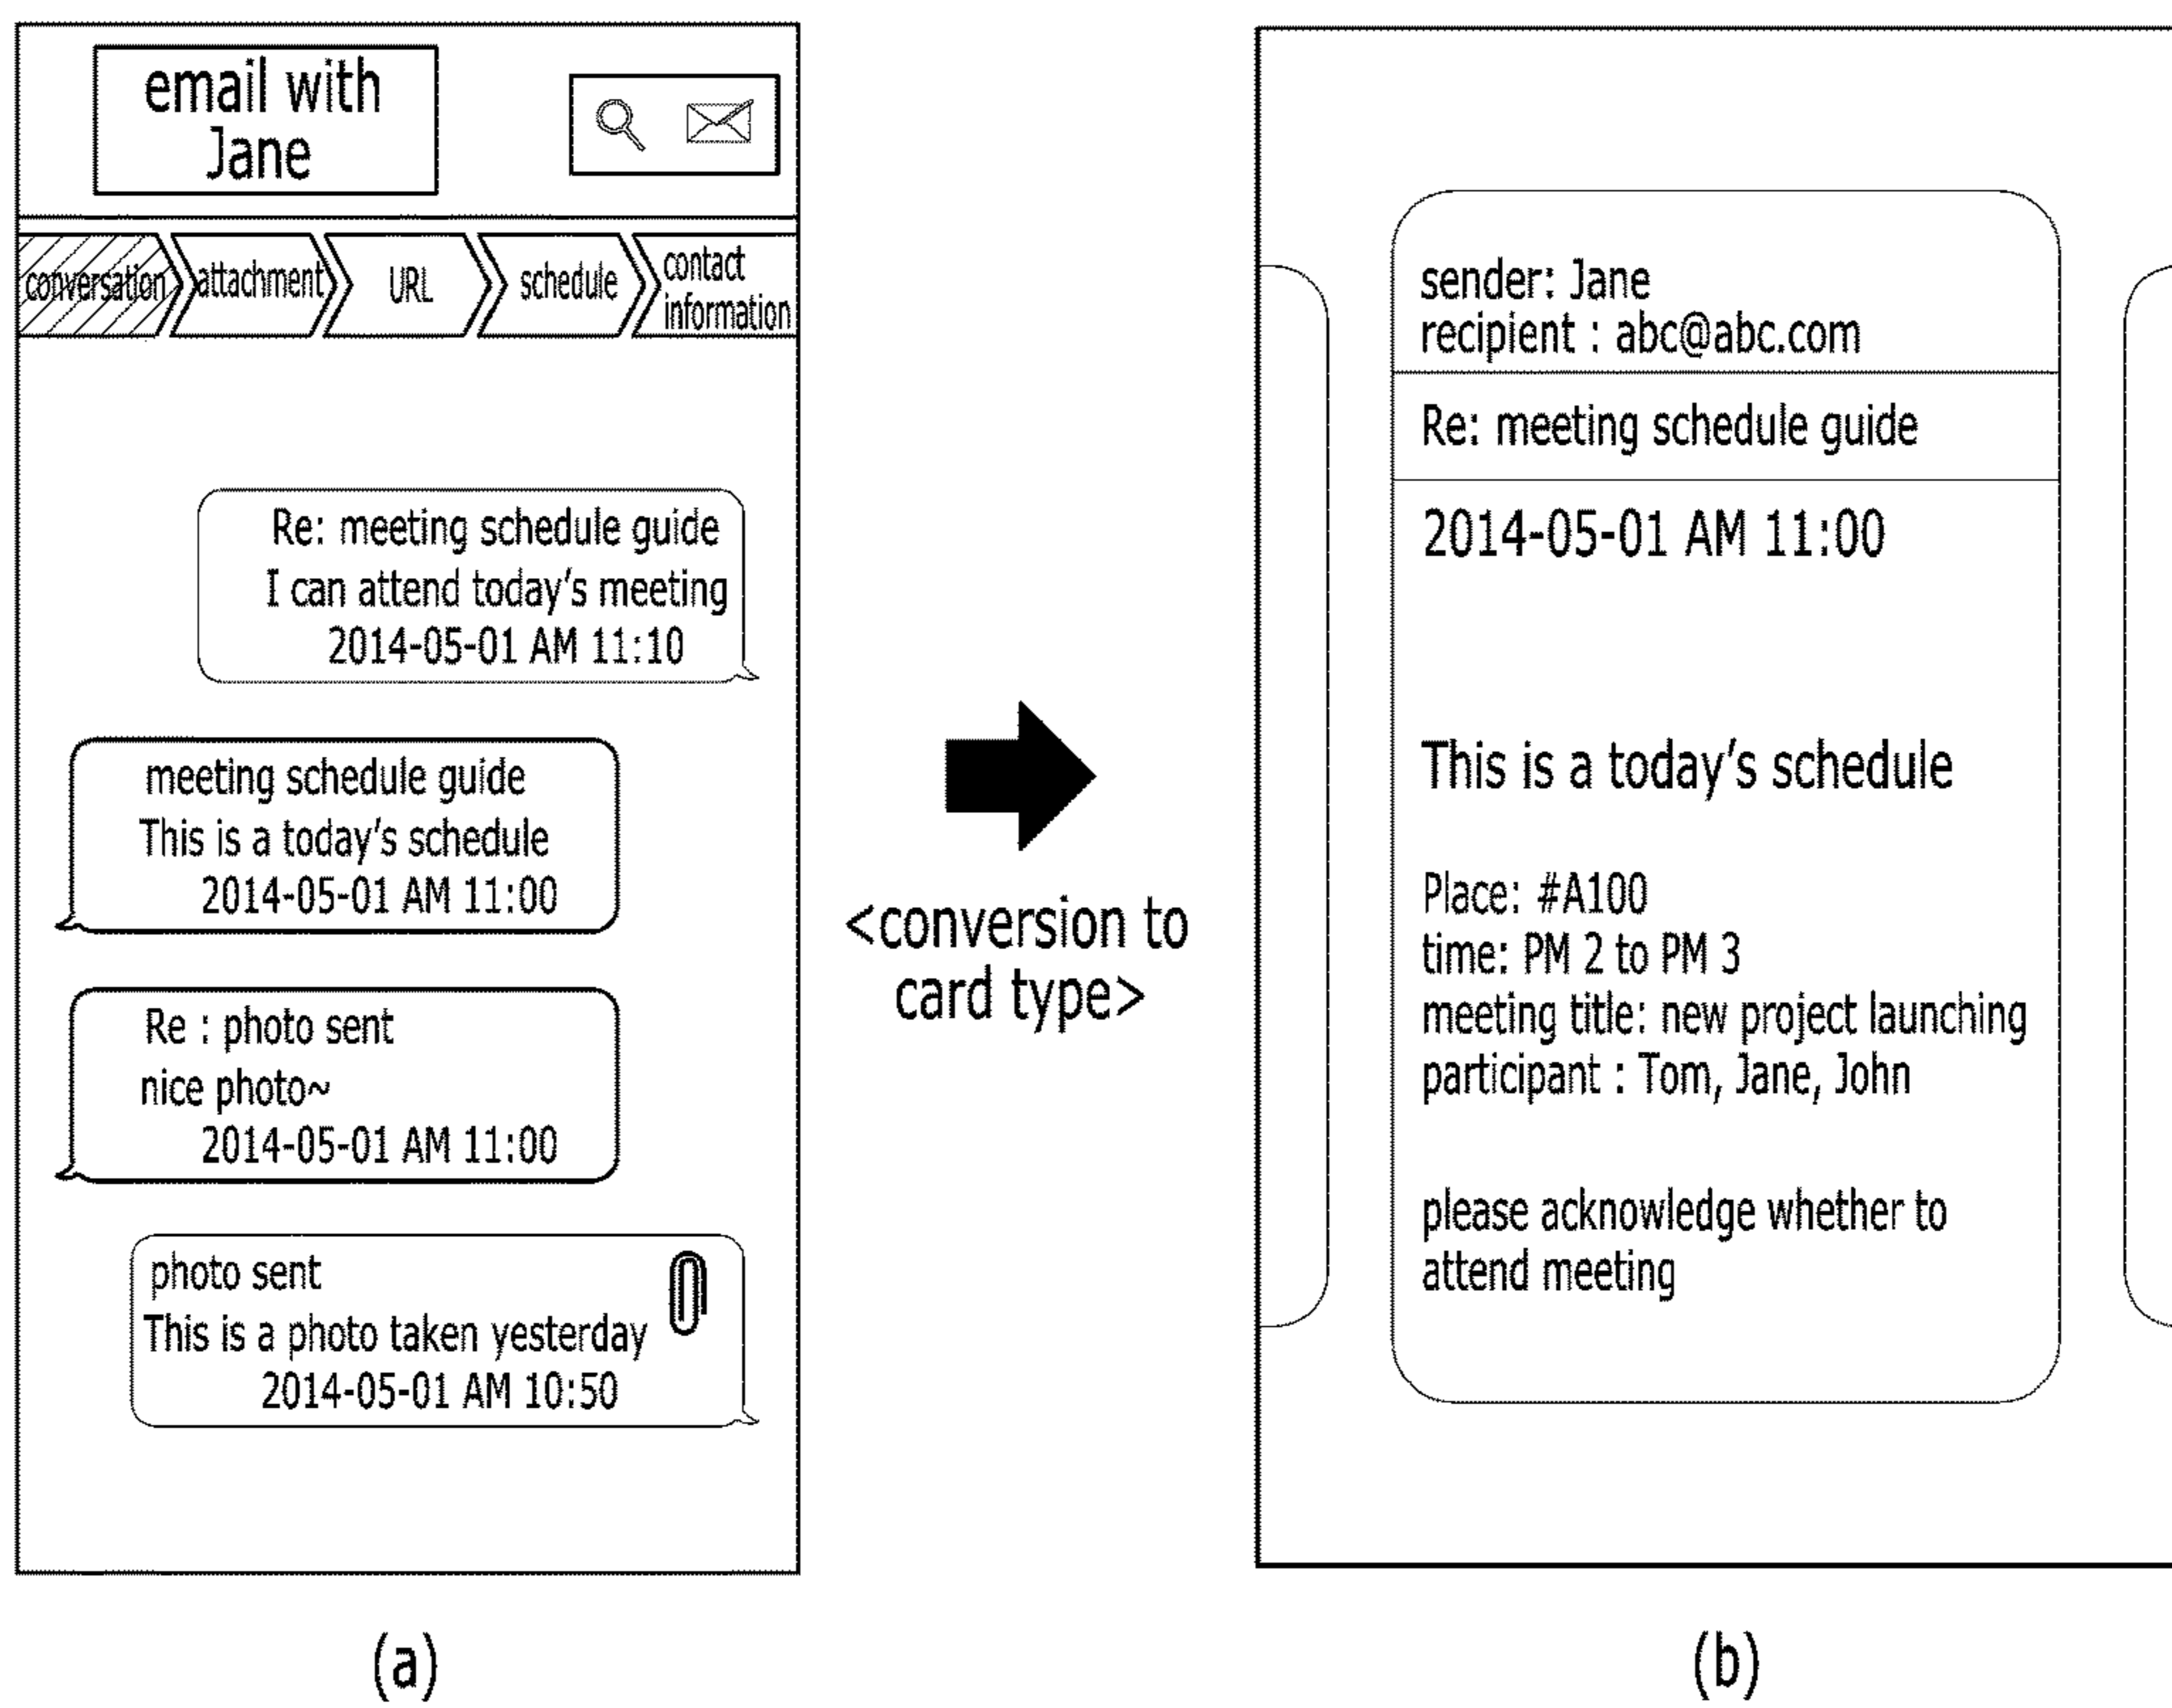 email with
Jane
conversation
attachment
URL
schedule
contact
information
Re: meeting schedule guide
I can attend today's meeting
2014-05-01 AM 11:10
meeting schedule guide
This is a today's schedule
2014-05-01 AM 11:00
Re : photo sent
nice photo~
2014-05-01 AM 11:00
photo sent
This is a photo taken yesterday
2014-05-01 AM 10:50
(a)
<conversion to
card type>
sender: Jane
recipient : abc@abc.com
Re: meeting schedule guide
2014-05-01 AM 11:00
This is a today's schedule
Place: #A100
time: PM 2 to PM 3
meeting title: new project launching
participant : Tom, Jane, John
please acknowledge whether to
attend meeting
(b)